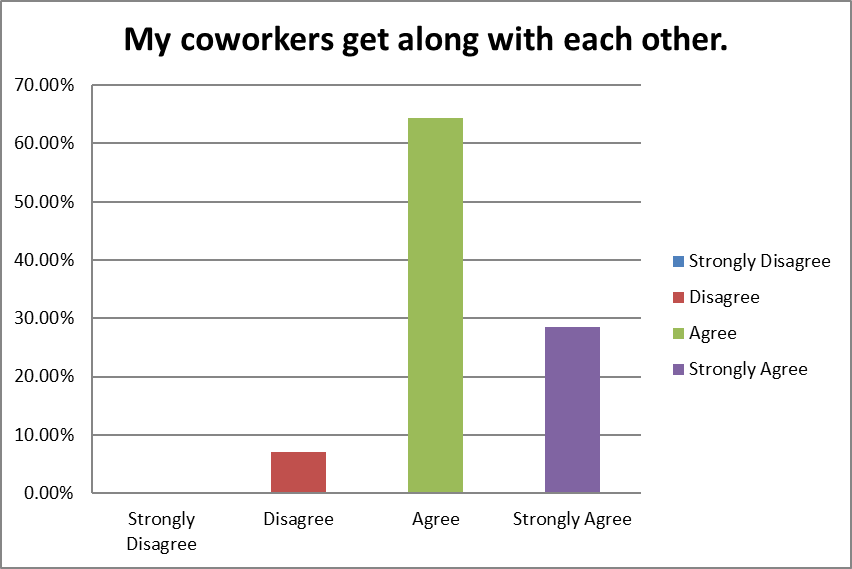 My coworkers get along with each other.
70.00%
60.00%
50.00%
40.00%
30.00%
20.00%
10.00%
0.00%
Strongly
Disagree
Disagree
Agree
Strongly Agree
Strongly Disagree
Disagree
Agree
Strongly Agree